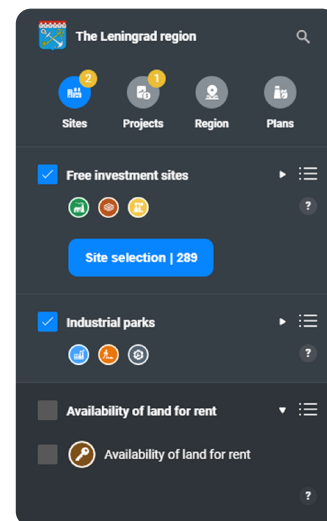 The Leningrad region
2
1
Sites
Projects
Region
Plans
Free investment sites
?
Site selection | 289
Industrial parks
?
Availability of land for rent
Availability of land for rent
?